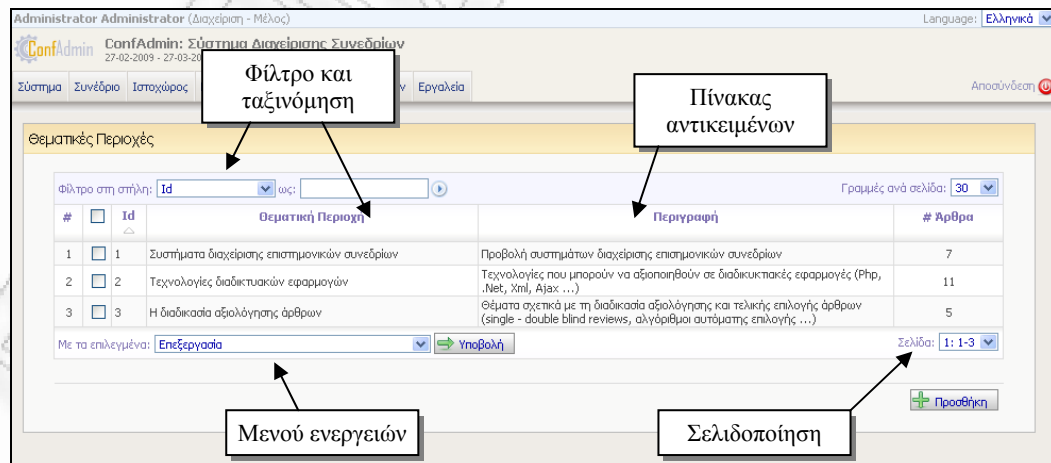 Administrator Administrator (Διαχείριση - Μέλος)
Language: Ελληνικά
ConfAdmin
ConfAdmin: Σύστημα Διαχείρισης Συνεδρίων
27-02-2009 - 27-03-20
Φίλτρο και
ταξινόμηση
Σύστημα Συνέδριο Ιστοχώρος Εργαλεία
Αποσύνδεση
Πίνακας
αντικειμένων
Θεματικές Περιοχές
Φίλτρο στη στήλη: Id ως:
Γραμμές ανά σελίδα: 30
# Id Θεματική Περιοχή Περιγραφή # Άρθρα
1 1 Συστήματα διαχείρισης επιστημονικών συνεδρίων Προβολή συστημάτων διαχείρισης επισημονικών συνεδρίων 7
2 2 Τεχνολογίες διαδικτυακών εφαρμογών Τεχνολογίες που μπορούν να αξιοποιηθούν σε διαδικυκτιακές εφαρμογές (Php,
.Net, Xml, Ajax ...) 11
3 3 Η διαδικασία αξιολόγησης άρθρων Θέματα σχετικά με τη διαδικασία αξιολόγησης και τελικής επιλογής άρθρων
(single - double blind reviews, αλγόριθμοι αυτόματης επιλογής ...) 5
Με τα επιλεγμένα: Επεξεργασία Υποβολή
Σελίδα: 1: 1-3
Προσθήκη
Μενού ενεργειών
Σελιδοποίηση